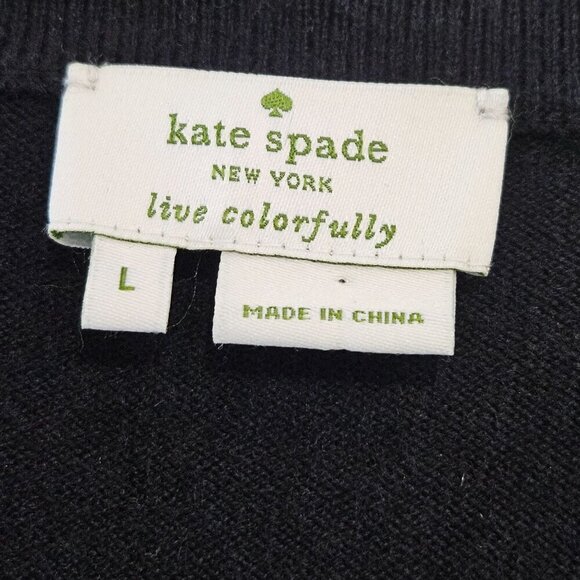 kate spade
NEW YORK
live colorfully
L
MADE IN CHINA